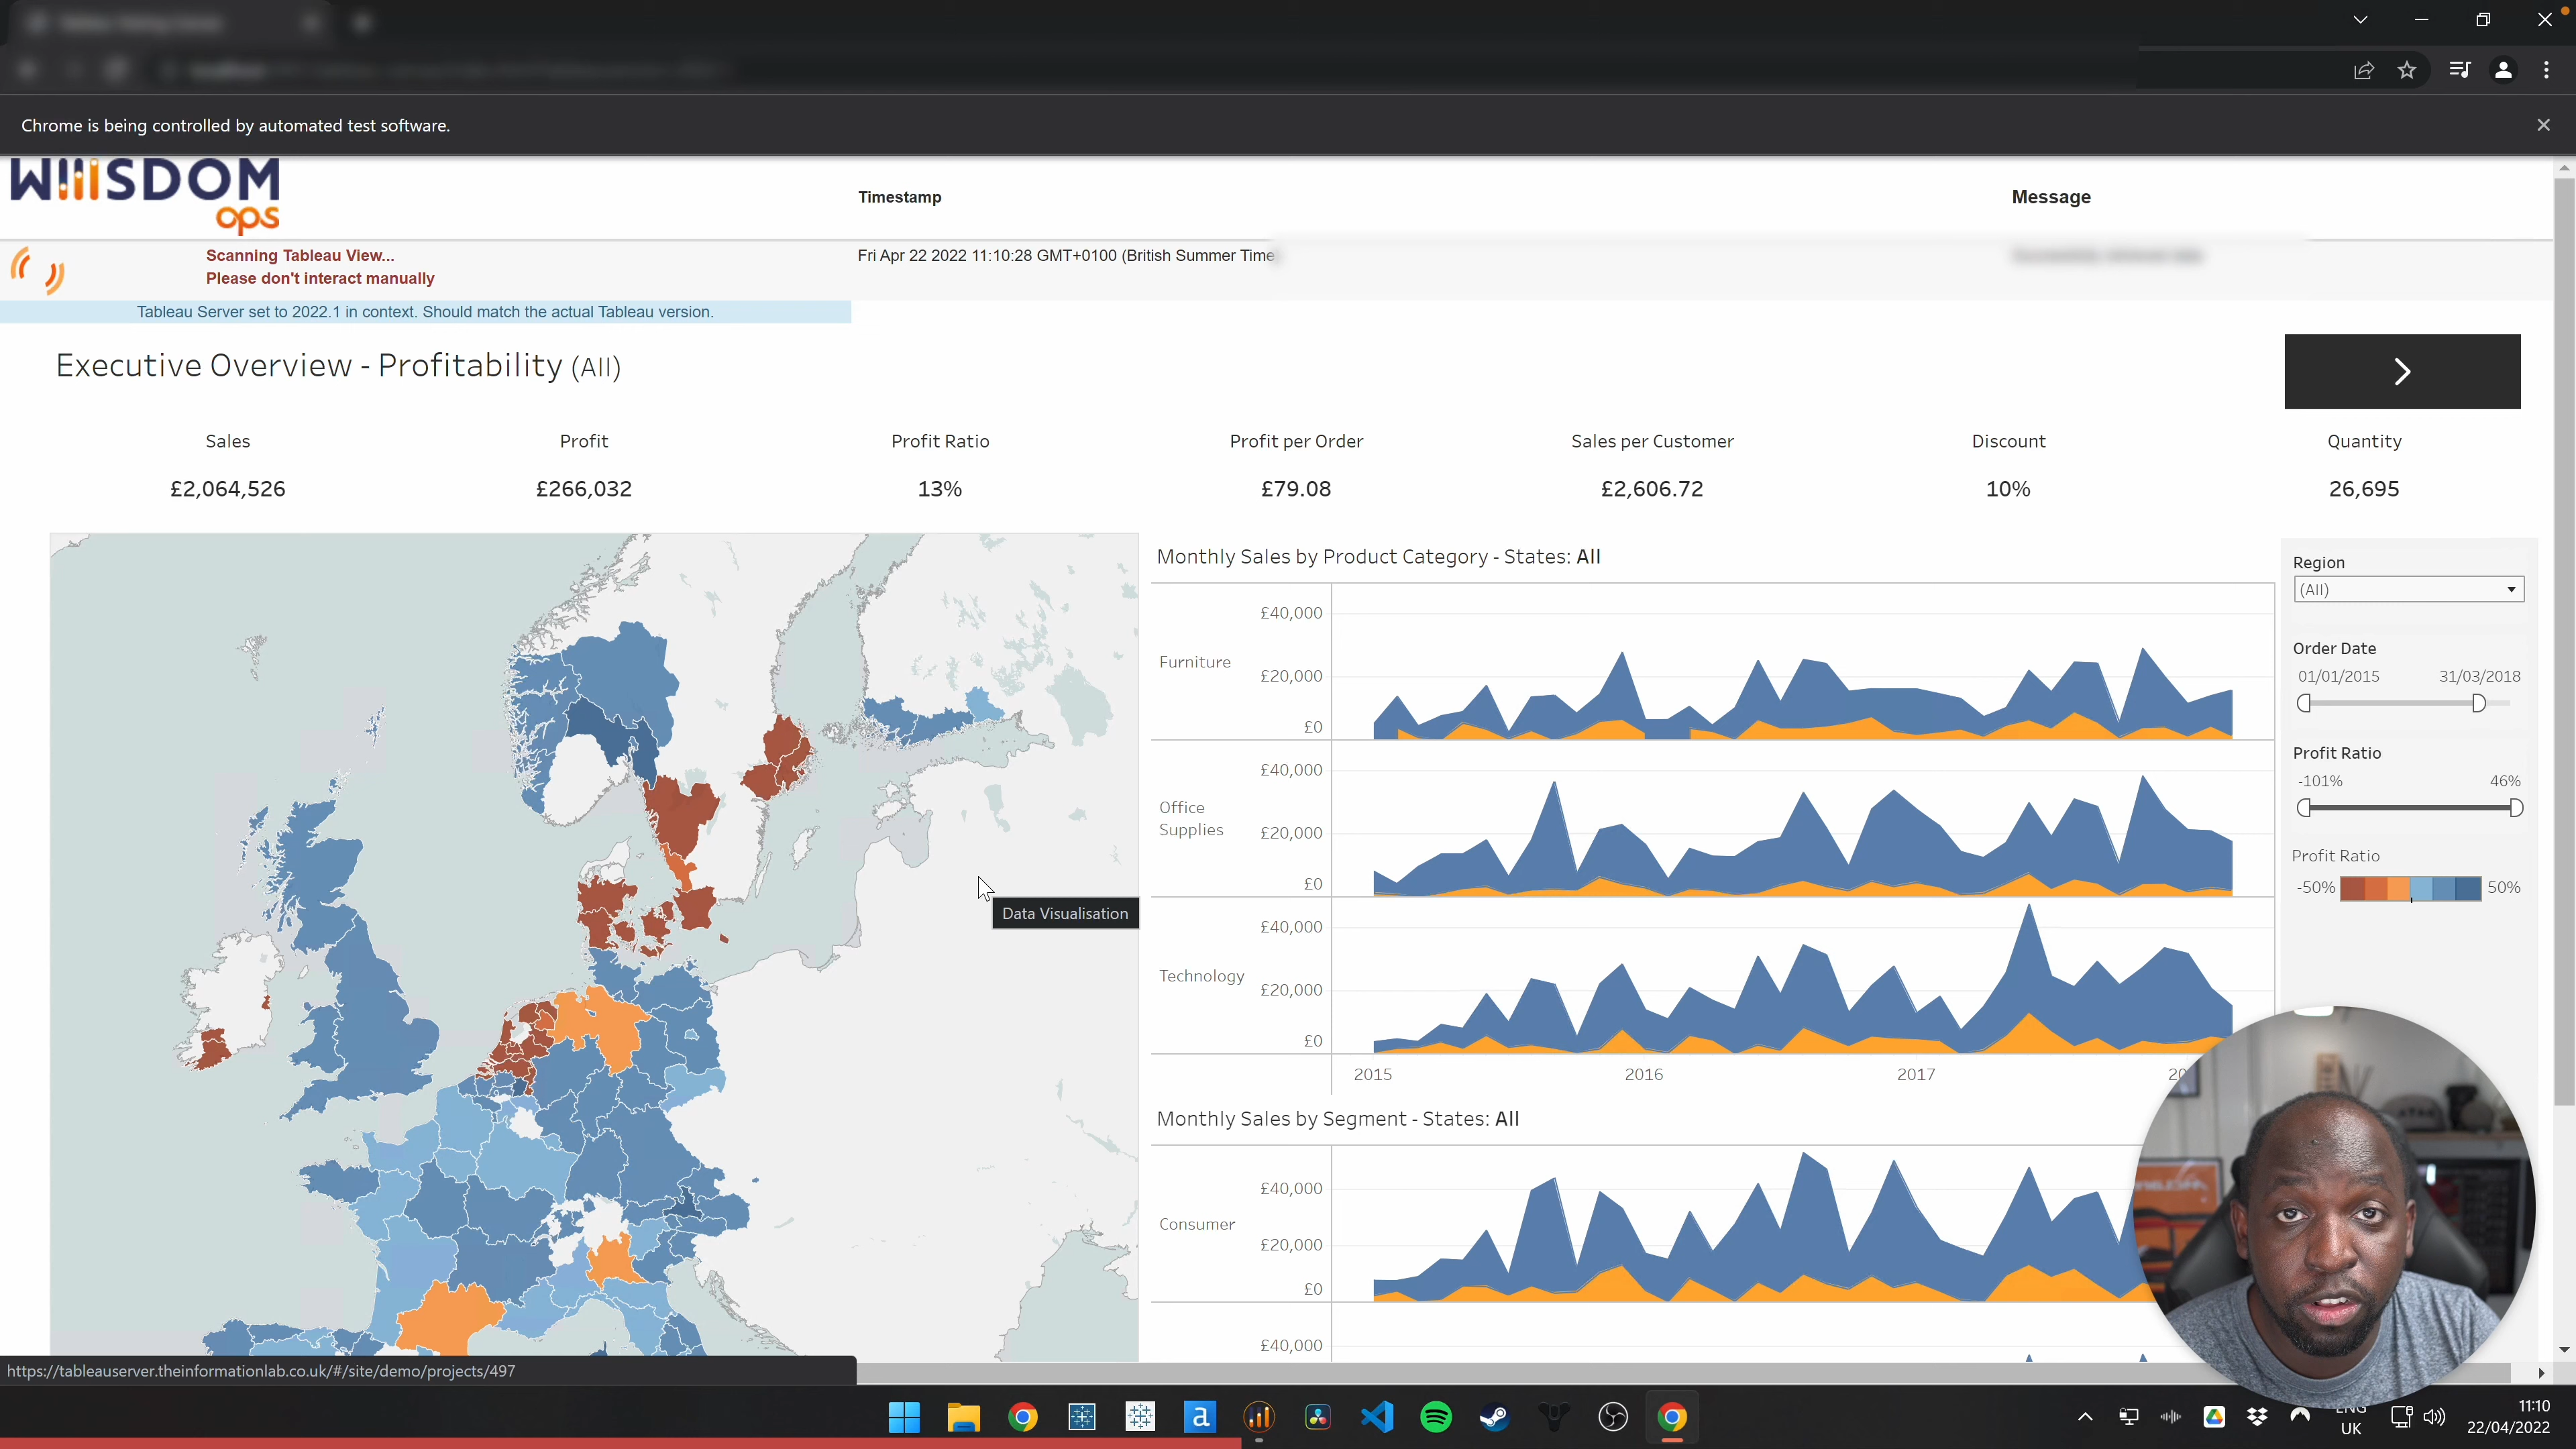 Chrome is being controlled by automated test software.
WIIISDOM
ops
Timestamp
Message
Scanning Tableau View...
Please don't interact manually
Fri Apr 22 2022 11:10:28 GMT+0100 (British Summer Time
Tableau Server set to 2022.1 in context. Should match the actual Tableau version.
Executive Overview - Profitability (All)
Sales Profit Profit Ratio Profit per Order Sales per Customer Discount Quantity
£2,064,526 £266,032 13% £79.08 £2,606.72 10% 26,695
Monthly Sales by Product Category - States: All
Furniture
£40,000
£20,000
£0
Office
Supplies
£40,000
£20,000
£0
Technology
£40,000
£20,000
£0
2015 2016 2017
Monthly Sales by Segment - States: All
Consumer
£40,000
£20,000
£0
£40,000
Region
(All)
Order Date
01/01/2015 31/03/2018
Profit Ratio
-101% 46%
Profit Ratio
-50% 50%
Data Visualisation
https://tableauserver.theinformationlab.co.uk/#/site/demo/projects/497
ENG
UK
11:10
22/04/2022